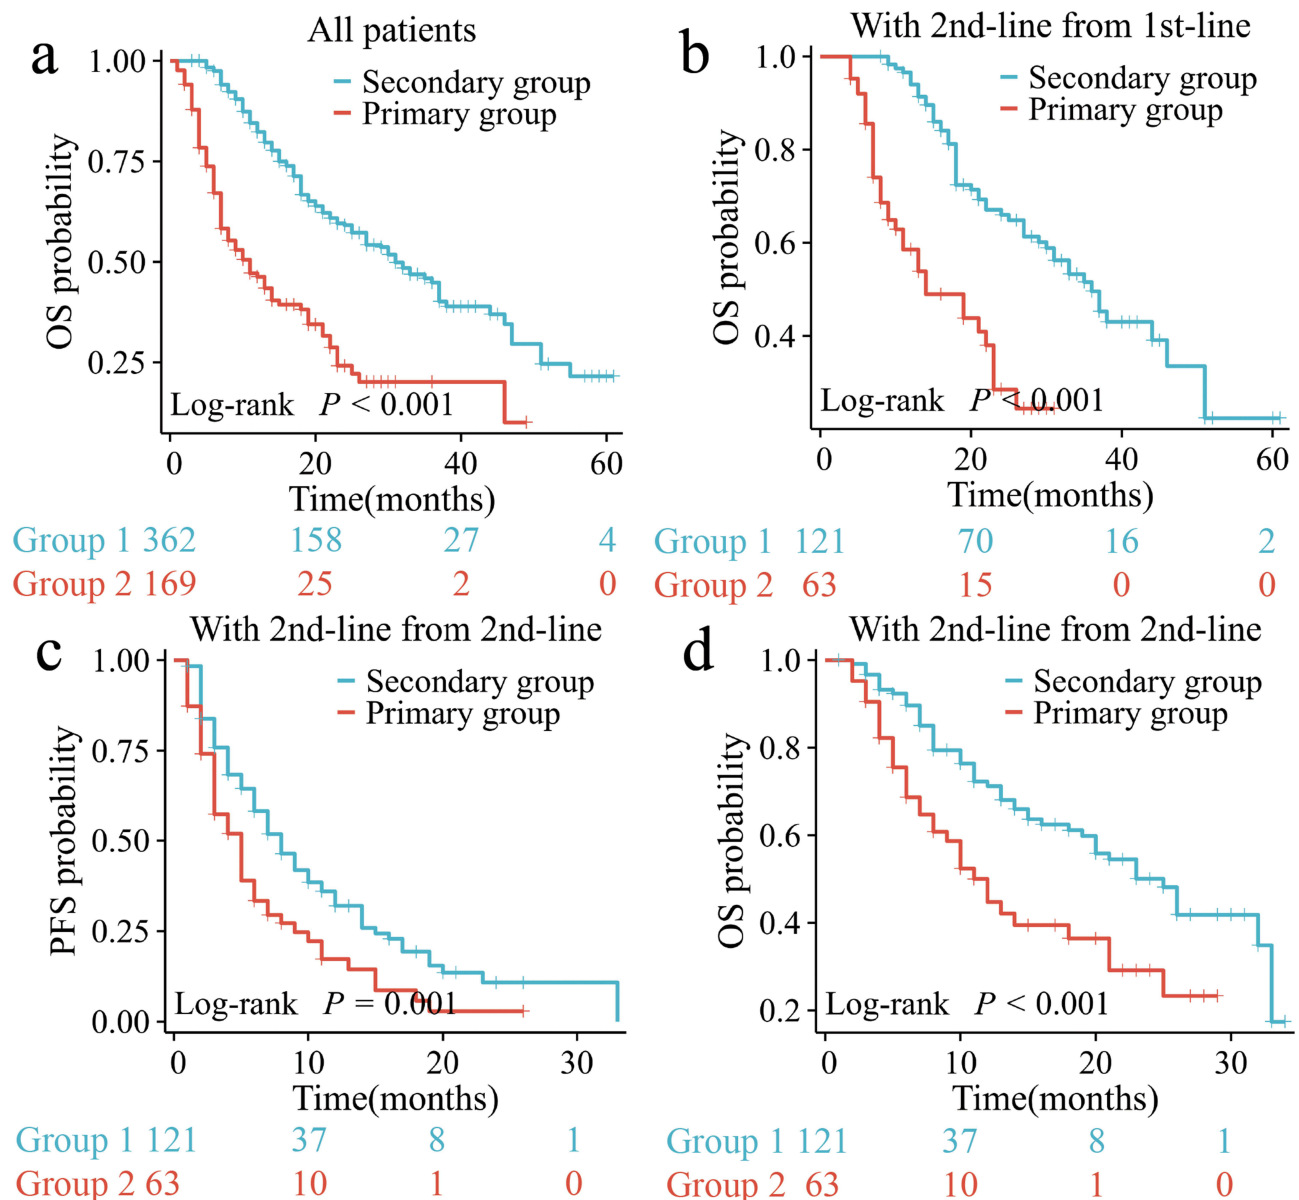 a
All patients
1.00
0.75
0.50
0.25
OS probability
Secondary group
Primary group
Log-rank P < 0.001
0 20 40 60
Time(months)
Group 1 362 158 27 4
Group 2 169 25 2 0
b
With 2nd-line from 1st-line
1.0
0.8
0.6
0.4
OS probability
Secondary group
Primary group
Log-rank P < 0.001
0 20 40 60
Time(months)
Group 1 121 70 16 2
Group 2 63 15 0 0
c
With 2nd-line from 2nd-line
1.00
0.75
0.50
0.25
0.00
PFS probability
Secondary group
Primary group
Log-rank P = 0.001
0 10 20 30
Time(months)
Group 1 121 37 8 1
Group 2 63 10 1 0
d
With 2nd-line from 2nd-line
1.0
0.8
0.6
0.4
0.2
OS probability
Secondary group
Primary group
Log-rank P < 0.001
0 10 20 30
Time(months)
Group 1 121 37 8 1
Group 2 63 10 1 0